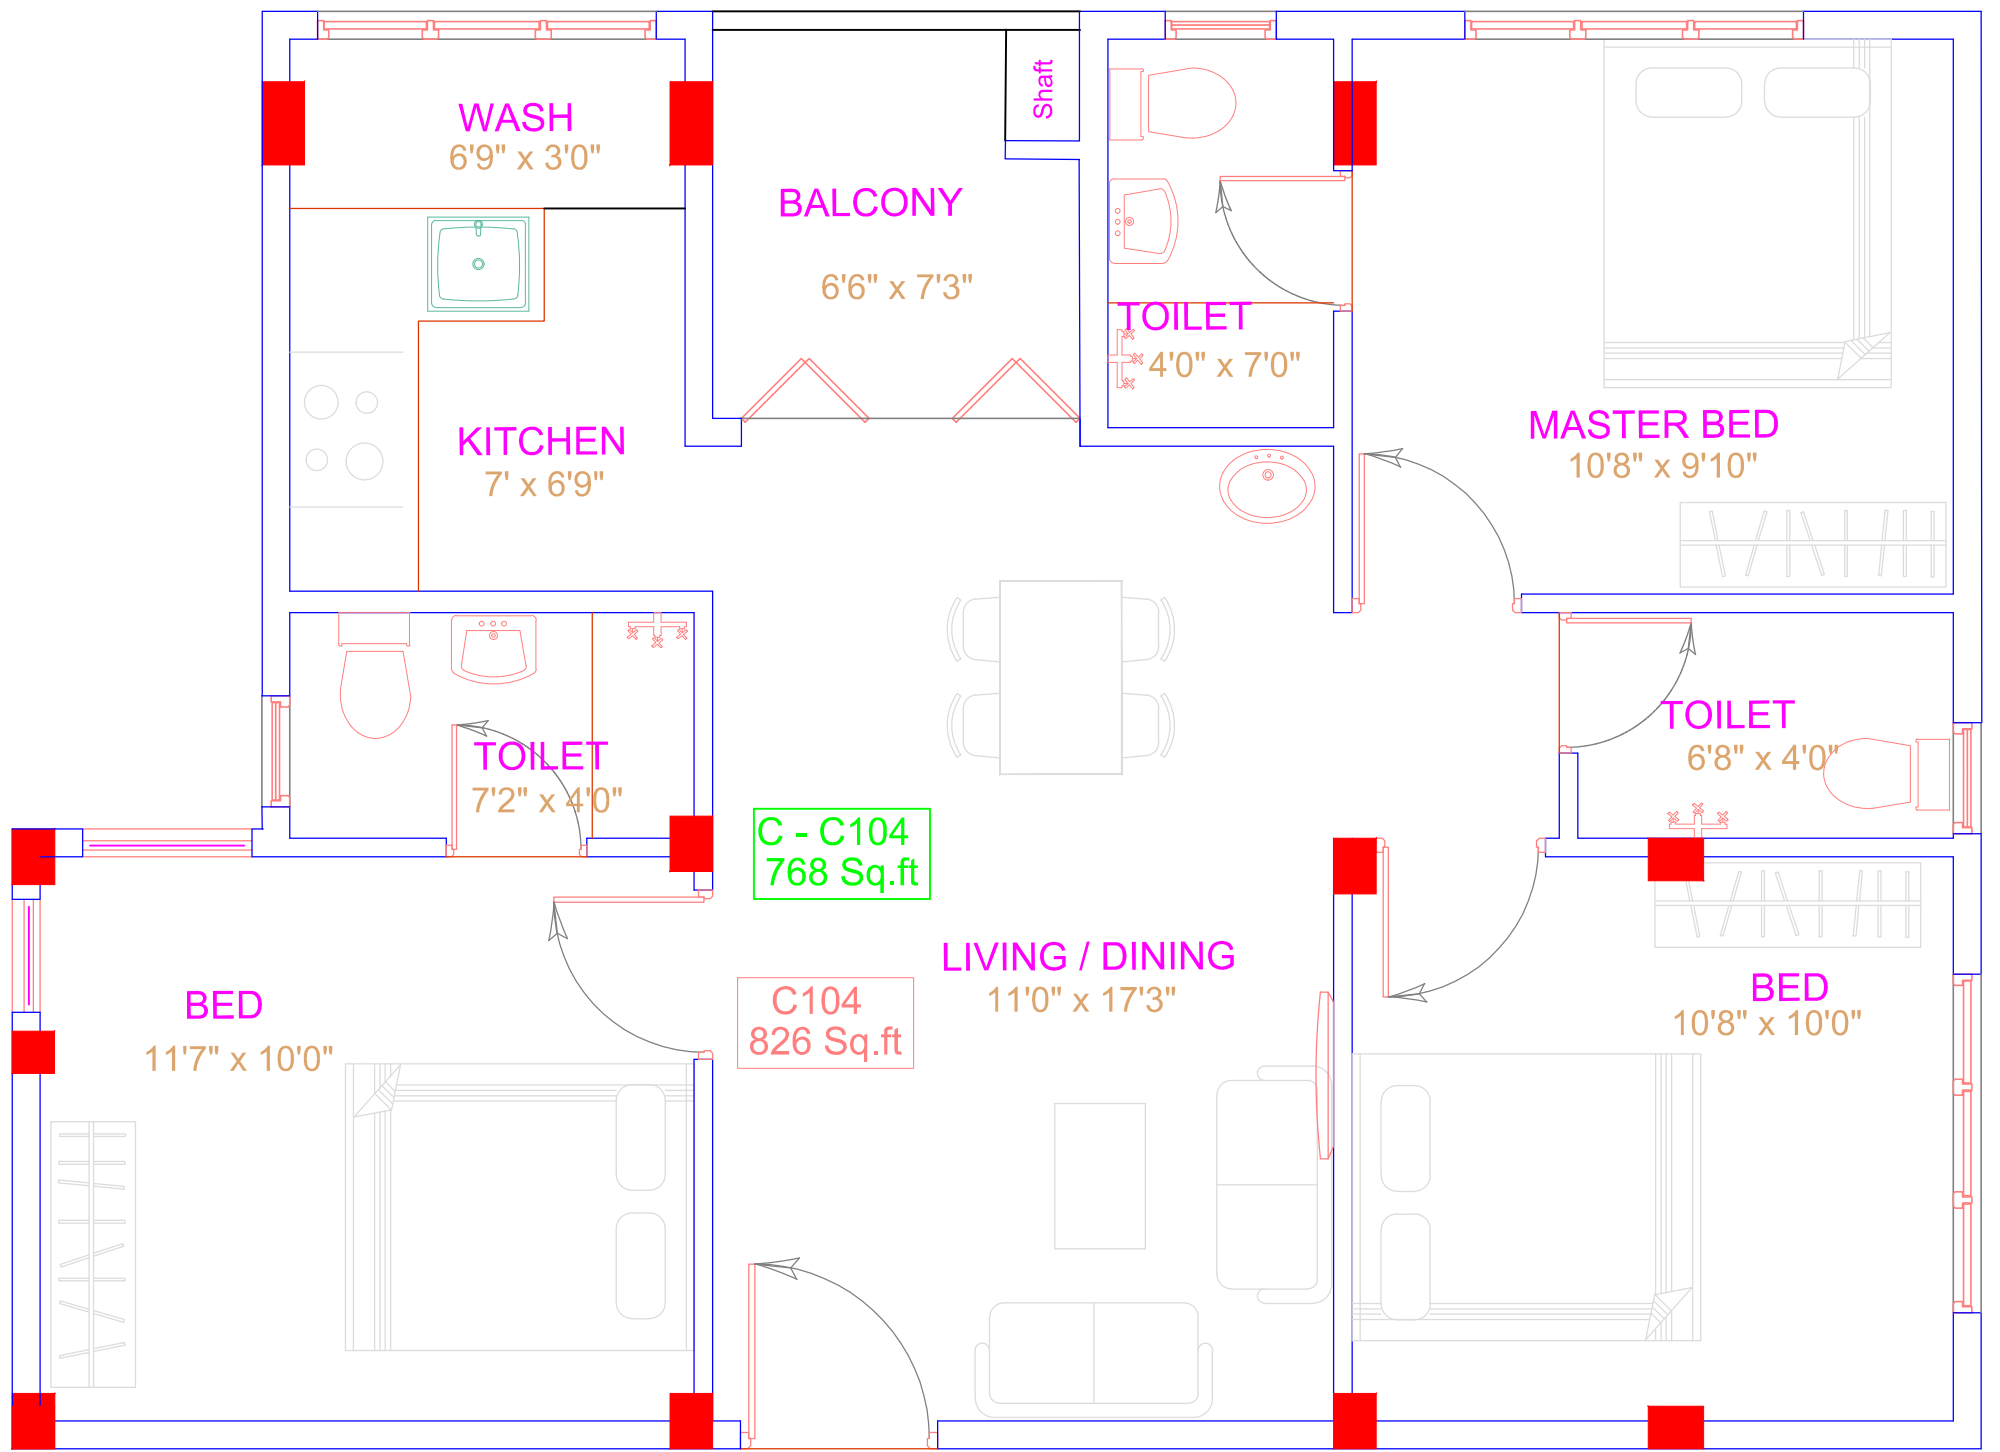 WASH
6'9" x 3'0"
Shaft
BALCONY
6'6" x 7'3"
TOILET
4'0" x 7'0"
MASTER BED
10'8" x 9'10"
KITCHEN
7' x 6'9"
TOILET
7'2" x 4'0"
TOILET
6'8" x 4'0"
C - C104
768 Sq.ft
LIVING / DINING
11'0" x 17'3"
C104
826 Sq.ft
BED
11'7" x 10'0"
BED
10'8" x 10'0"